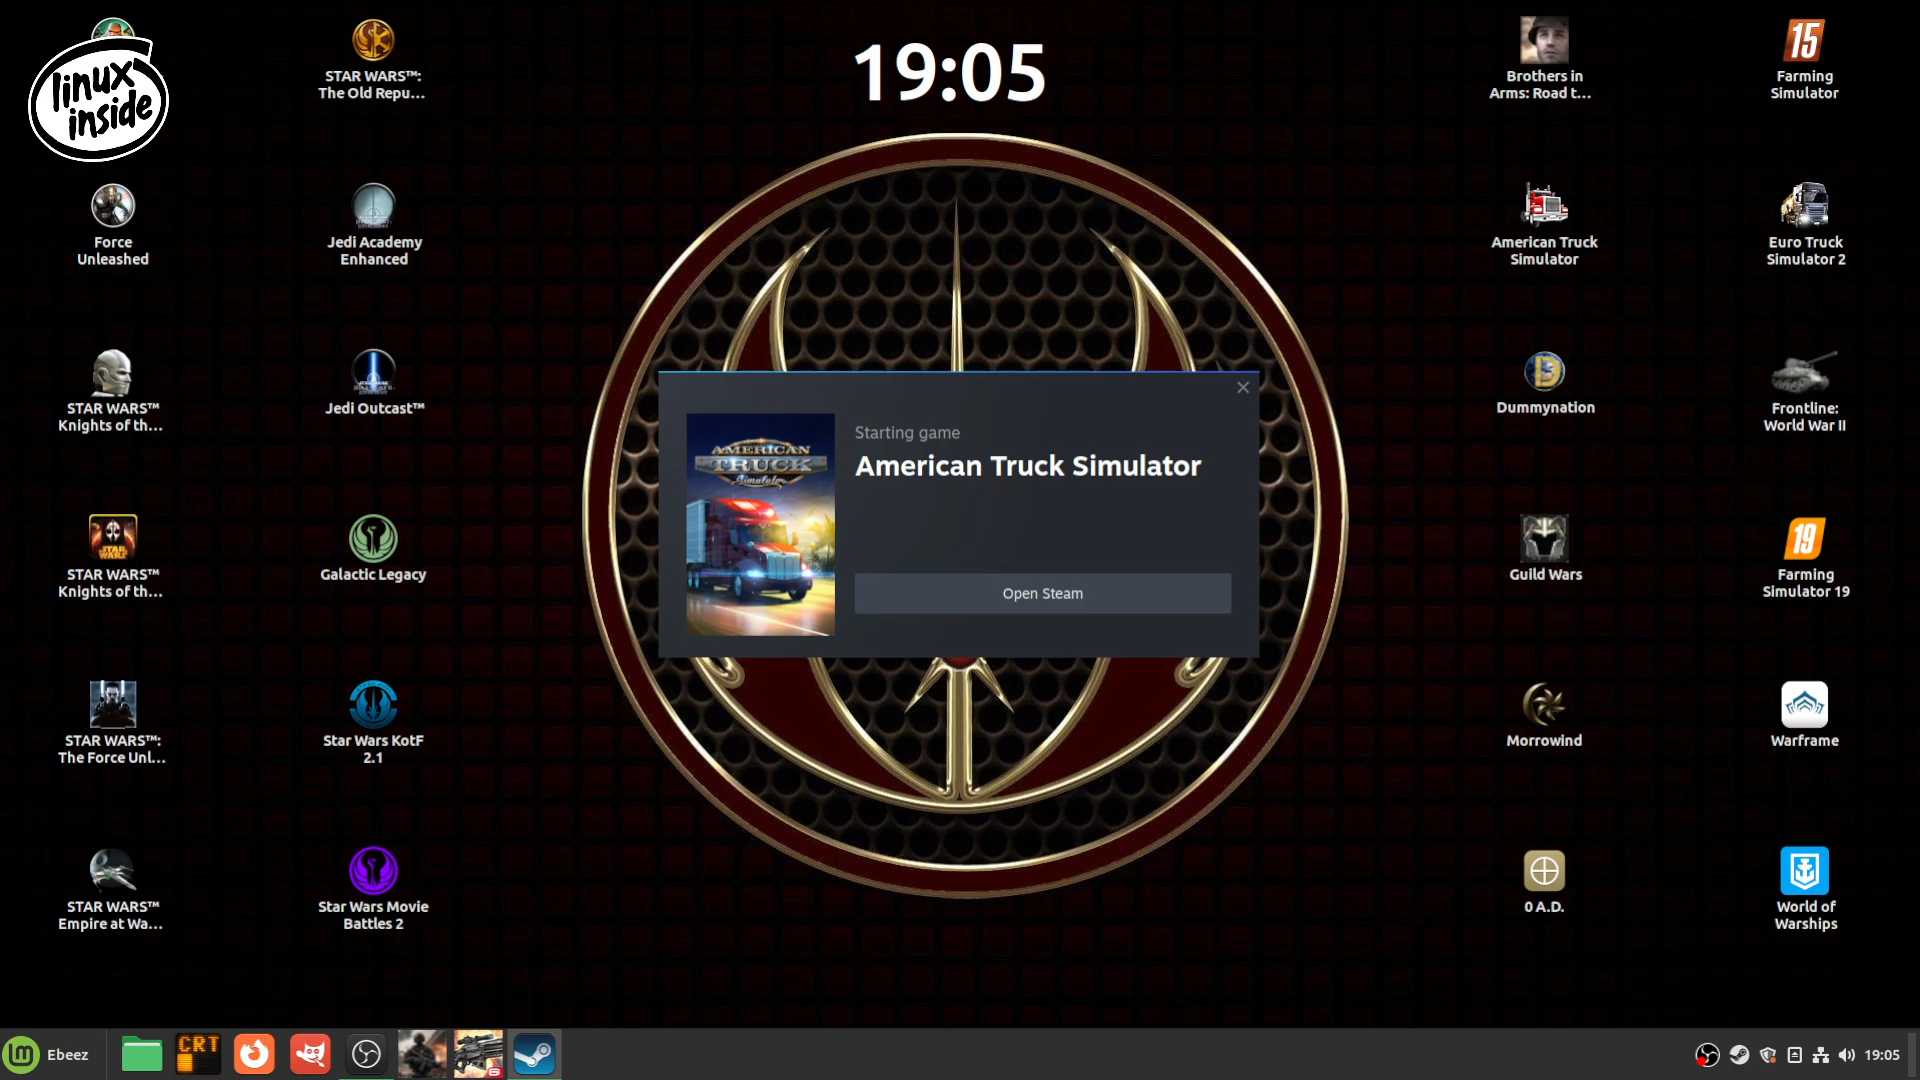 linux
inside
STAR WARS™:
The Old Repu...
19:05
Brothers in
Arms: Road t...
15
Farming
Simulator
Force
Unleashed
Jedi Academy
Enhanced
American Truck
Simulator
Euro Truck
Simulator 2
STAR WARS™
Knights of th...
Jedi Outcast™
Starting game
American Truck Simulator
AMERICAN
TRUCK
Simulator
Open Steam
D
Dummynation
Frontline:
World War II
STAR
WARS
STAR WARS™
Knights of th...
Galactic Legacy
Guild Wars
19
Farming
Simulator 19
STAR WARS™:
The Force Unl...
Star Wars KotF
2.1
Morrowind
Warframe
STAR WARS™
Empire at Wa...
Star Wars Movie
Battles 2
0 A.D.
World of
Warships
Ebeez
CRT
19:05